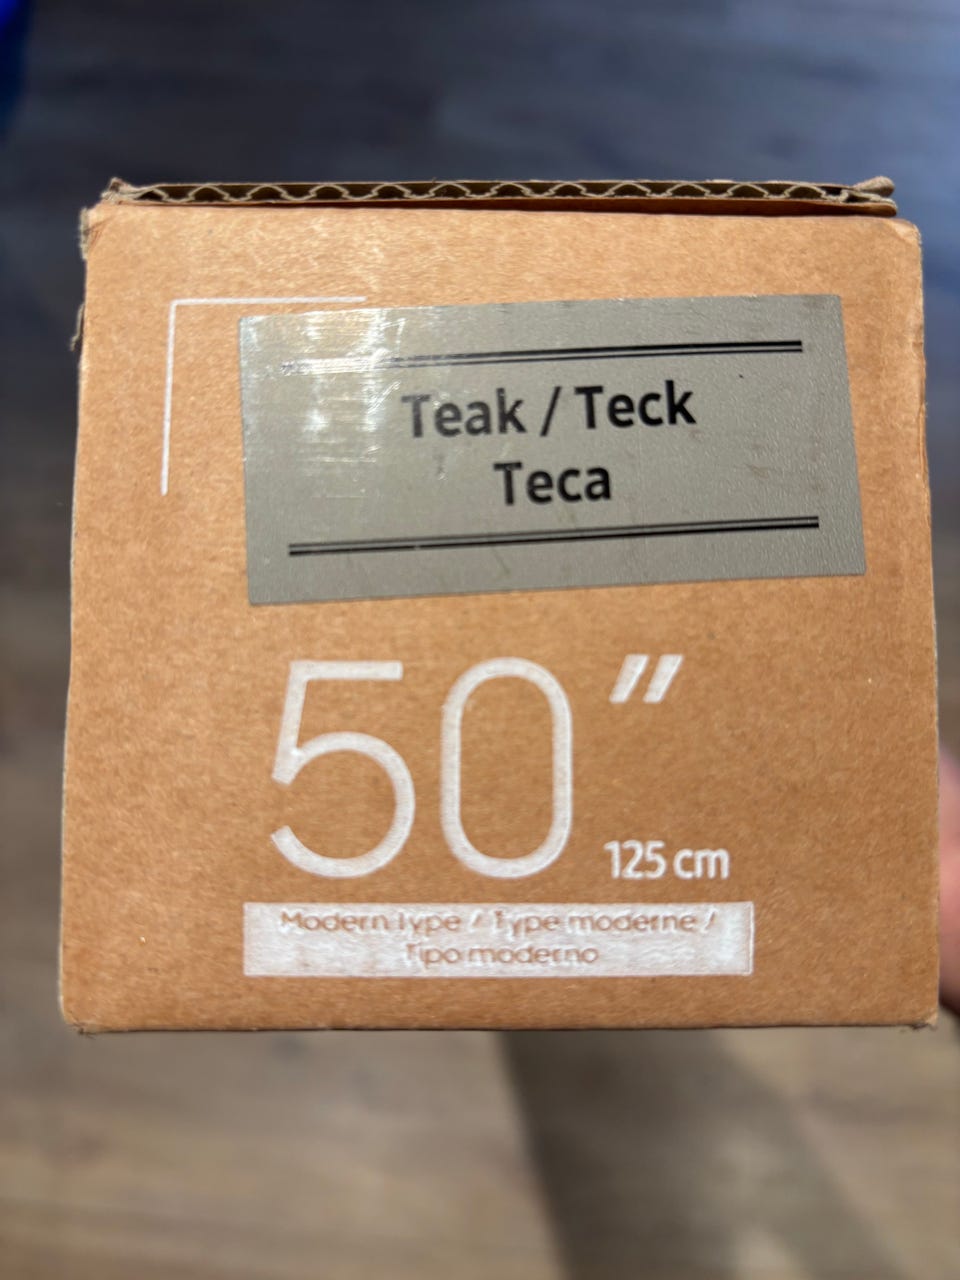 Teak / Teck
Teca
50"
125 cm
Modern Type / Type moderne /
Tipo moderno